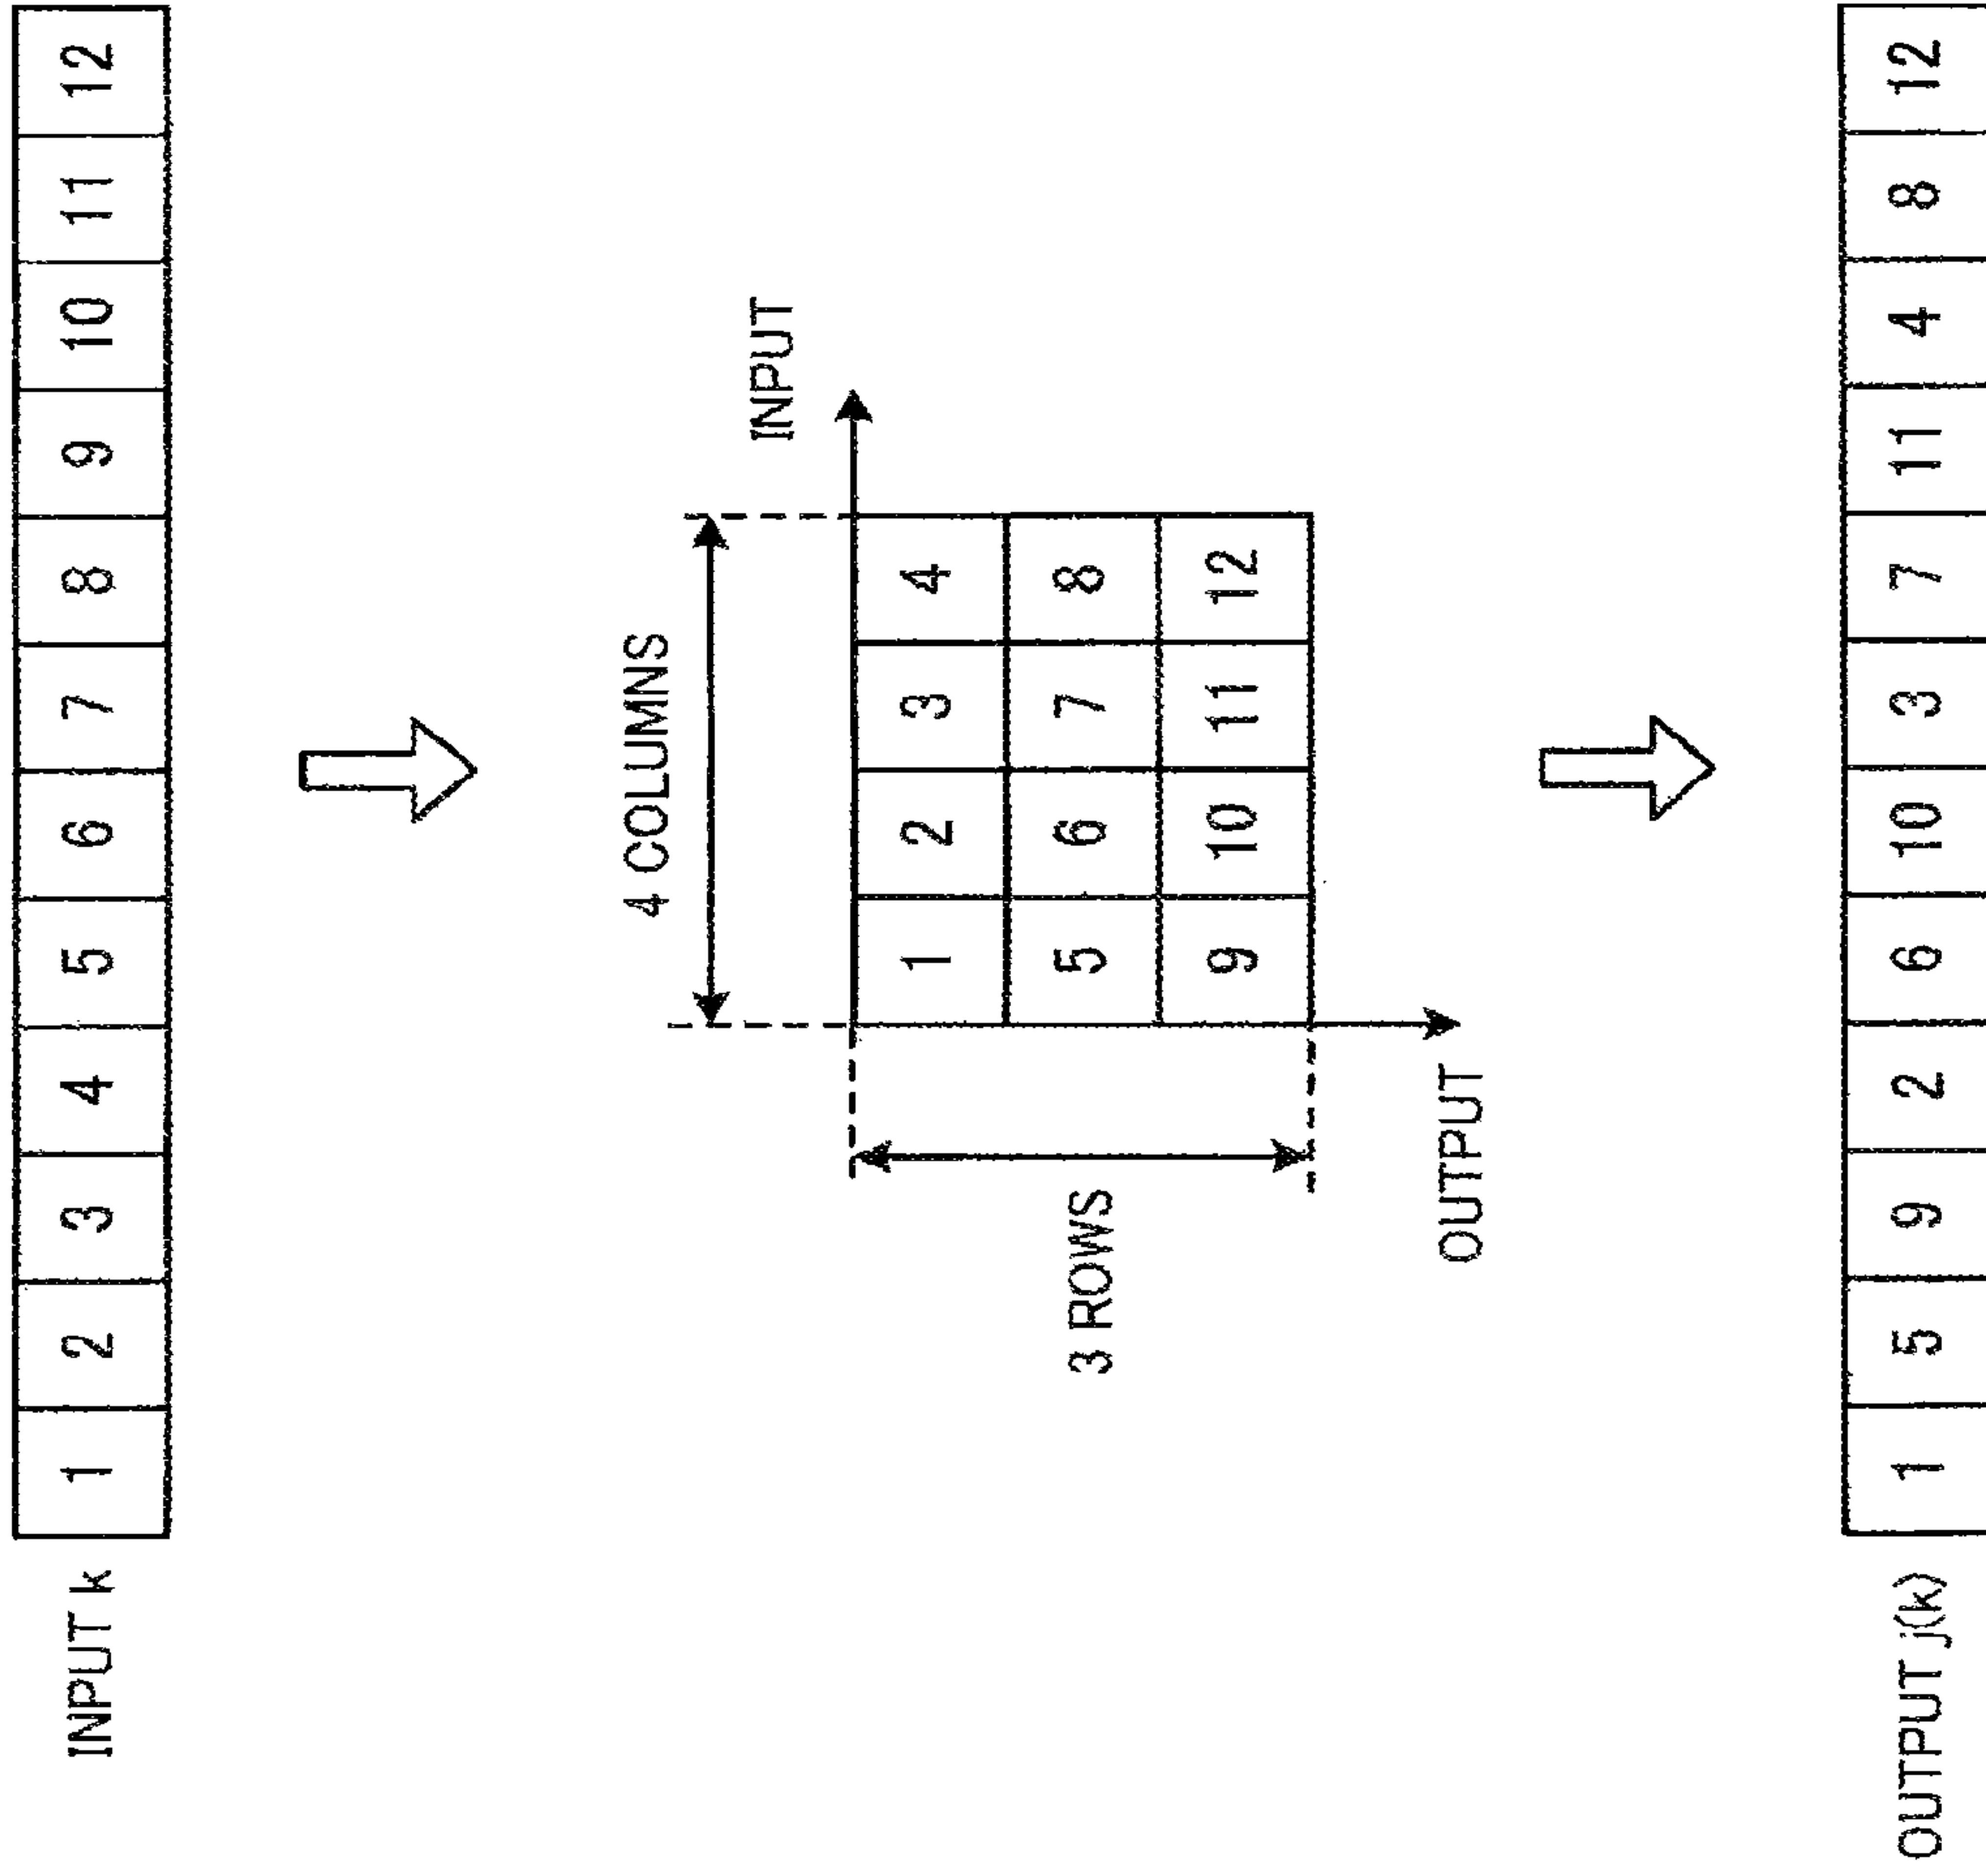 INPUT k 1 2 3 4 5 6 7 8 9 10 11 12
4 COLUMNS
INPUT
3 ROWS
1 2 3 4
5 6 7 8
9 10 11 12
OUTPUT
OUTPUT j(k) 1 5 9 2 6 10 3 7 11 4 8 12